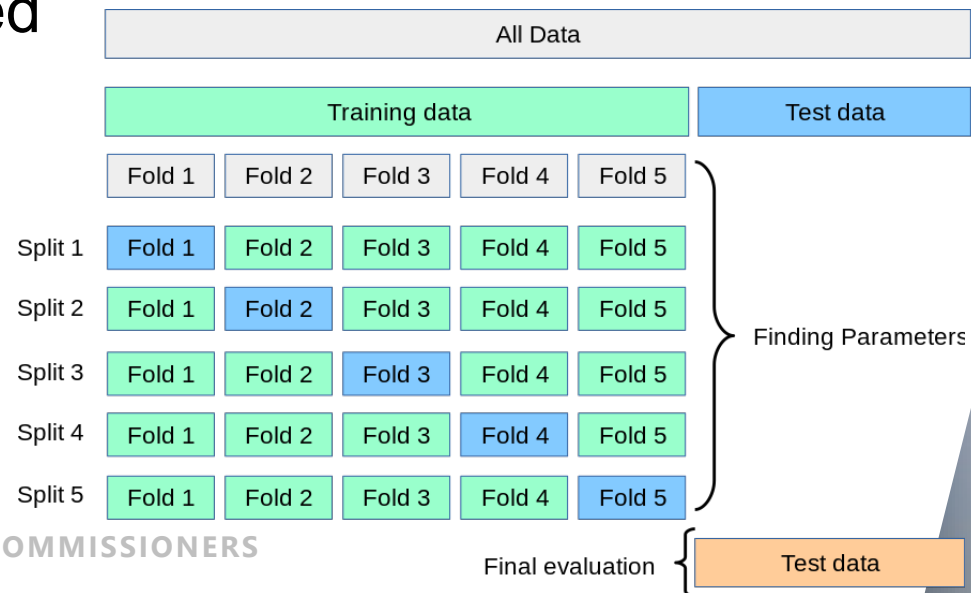 ed
All Data
Training data Test data
Fold 1 Fold 2 Fold 3 Fold 4 Fold 5
Split 1 Fold 1 Fold 2 Fold 3 Fold 4 Fold 5
Split 2 Fold 1 Fold 2 Fold 3 Fold 4 Fold 5
Finding Parameters
Split 3 Fold 1 Fold 2 Fold 3 Fold 4 Fold 5
Split 4 Fold 1 Fold 2 Fold 3 Fold 4 Fold 5
Split 5 Fold 1 Fold 2 Fold 3 Fold 4 Fold 5
OMMISSIONERS
Final evaluation Test data